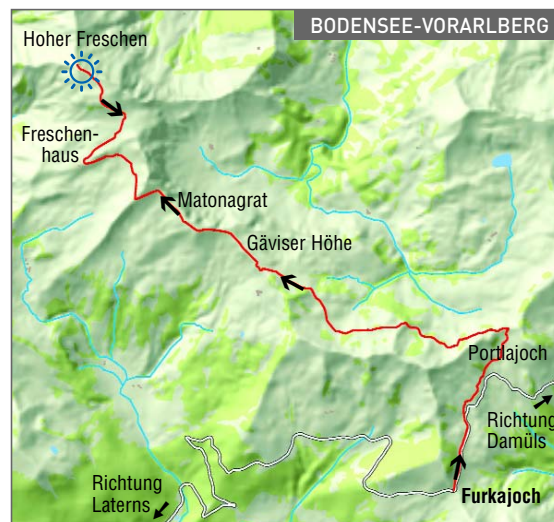 BODENSEE-VORARLBERG
Hoher Freschen
Freschen-
haus
Matonagrat
Gäviser Höhe
Portlajoch
Richtung
Damüls
Richtung
Laterns
Furkajoch